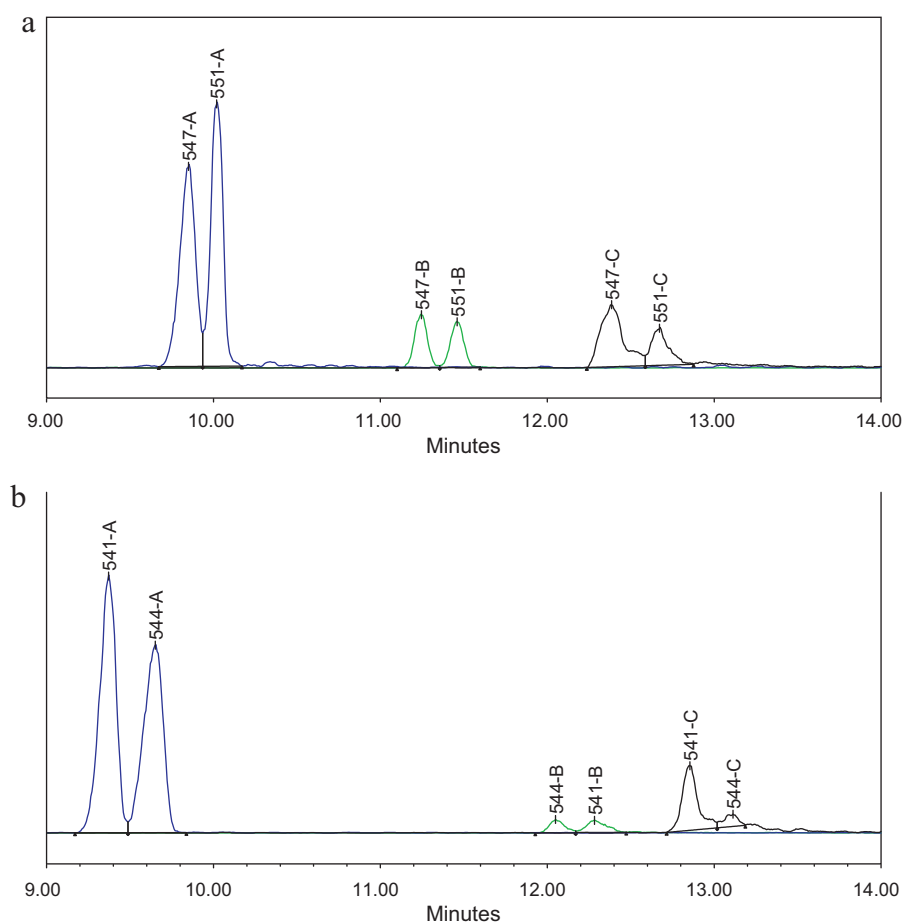 a
547-A
551-A
547-B
551-B
547-C
551-C
9.00 10.00 11.00 12.00 13.00 14.00
Minutes
b
541-A
544-A
544-B
541-B
541-C
544-C
9.00 10.00 11.00 12.00 13.00 14.00
Minutes